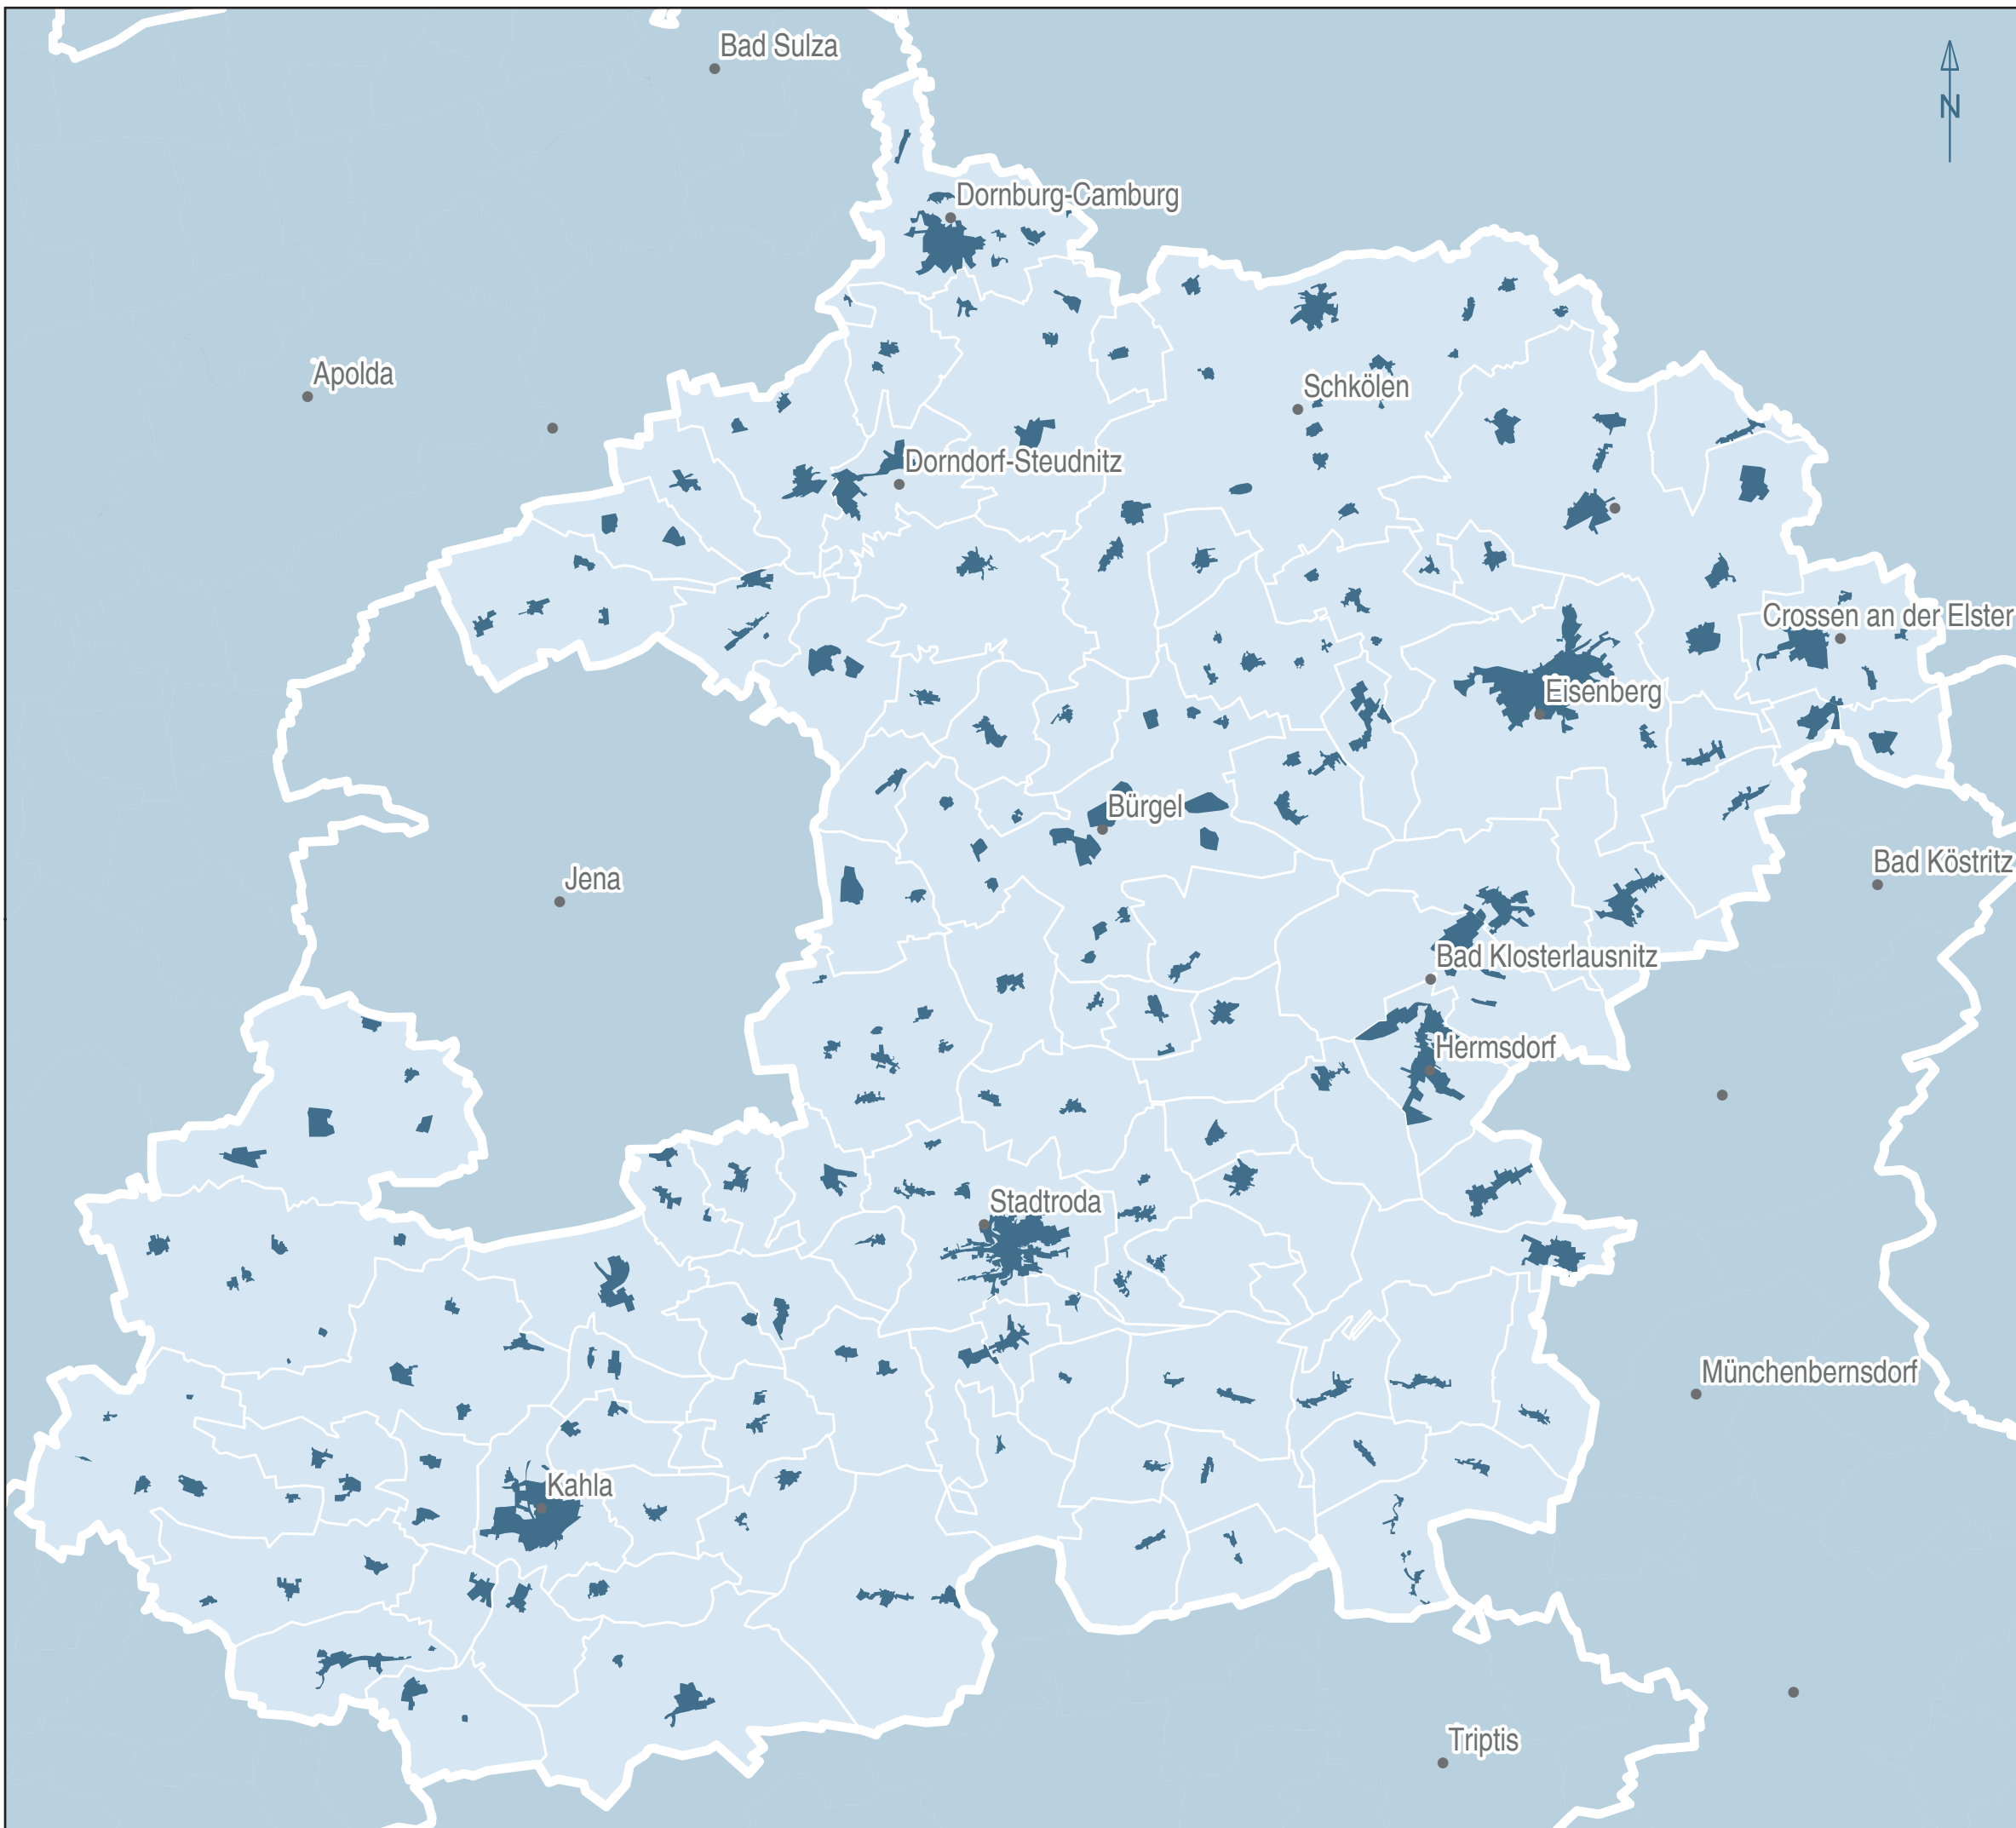 Bad Sulza
N
Dornburg-Camburg
Apolda
Schkölen
Dorndorf-Steudnitz
Crossen an der Elster
Eisenberg
Bürgel
Bad Köstritz
Jena
Bad Klosterlausnitz
Hermsdorf
Stadtroda
Münchenbernsdorf
Kahla
Triptis